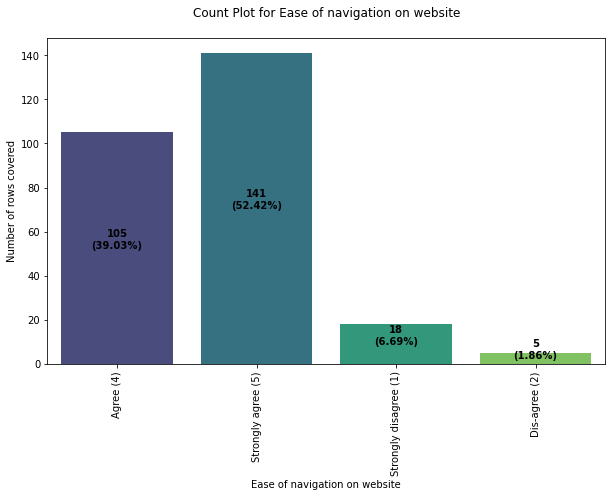 Count Plot for Ease of navigation on website
140
120
100
80
60
40
20
0
Number of rows covered
105
(39.03%)
141
(52.42%)
18
(6.69%)
5
(1.86%)
Agree (4)
Strongly agree (5)
Strongly disagree (1)
Dis-agree (2)
Ease of navigation on website